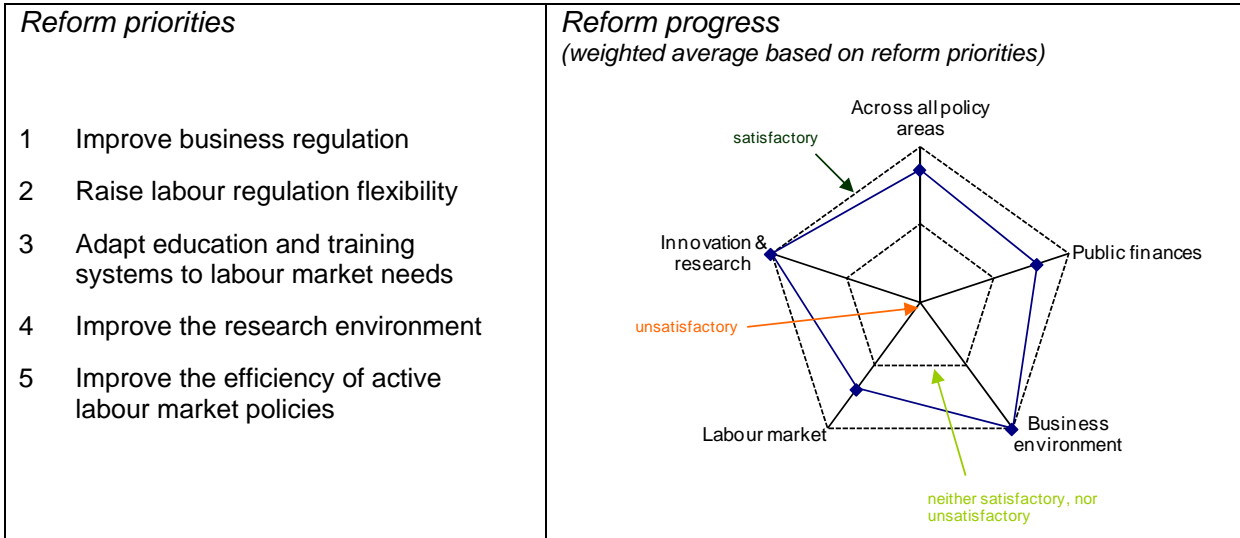 Reform priorities
1 Improve business regulation
2 Raise labour regulation flexibility
3 Adapt education and training
systems to labour market needs
4 Improve the research environment
5 Improve the efficiency of active
labour market policies
Reform progress
(weighted average based on reform priorities)
Across all policy
areas
satisfactory
Innovation &
research
Public finances
unsatisfactory
Labour market
Business
environment
neither satisfactory, nor
unsatisfactory